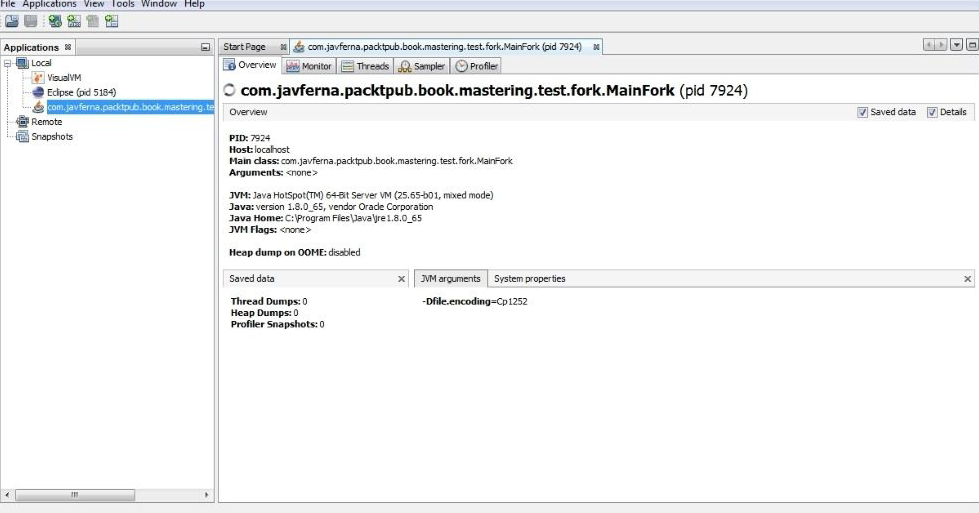 File Applications View Tools Window Help
Applications
Start Page
com.javferna.packtpub.book.mastering.test.fork.MainFork (pid 7924)
Local
VisualVM
Eclipse (pid 5184)
com.javferna.packtpub.book.mastering.te
Remote
Snapshots
Overview Monitor Threads Sampler Profiler
com.javferna.packtpub.book.mastering.test.fork.MainFork (pid 7924)
Overview Saved data Details
PID: 7924
Host: localhost
Main class: com.javferna.packtpub.book.mastering.test.fork.MainFork
Arguments: <none>
JVM: Java HotSpot(TM) 64-Bit Server VM (25.65-b01, mixed mode)
Java: version 1.8.0_65, vendor Oracle Corporation
Java Home: C:\Program Files\Java\jre1.8.0_65
JVM Flags: <none>
Heap dump on OOME: disabled
Saved data
JVM arguments System properties
Thread Dumps: 0
Heap Dumps: 0
Profiler Snapshots: 0
-Dfile.encoding=Cp1252